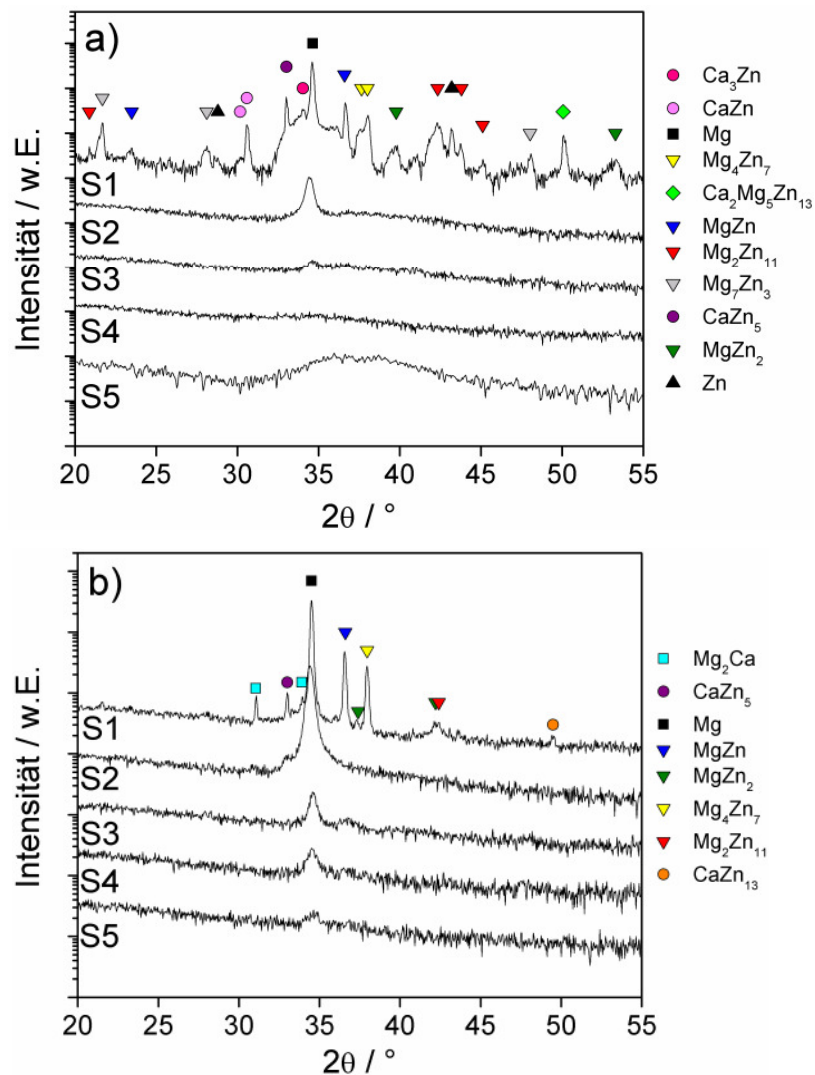 a)
Intensität / w.E.
S1
S2
S3
S4
S5
20 25 30 35 40 45 50 55
2θ / °
Ca₃Zn
CaZn
Mg
Mg₄Zn₇
Ca₂Mg₅Zn₁₃
MgZn
Mg₂Zn₁₁
Mg₇Zn₃
CaZn₅
MgZn₂
Zn
b)
Intensität / w.E.
S1
S2
S3
S4
S5
20 25 30 35 40 45 50 55
2θ / °
Mg₂Ca
CaZn₅
Mg
MgZn
MgZn₂
Mg₄Zn₇
Mg₂Zn₁₁
CaZn₁₃